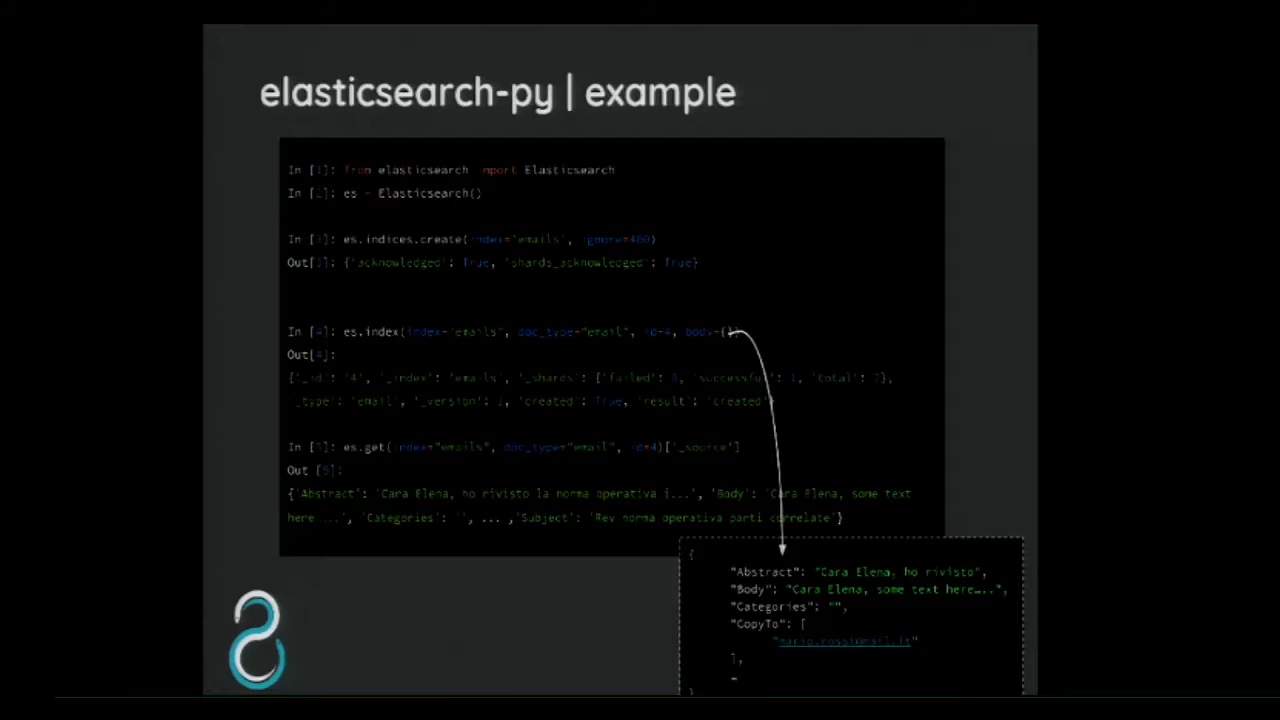 elasticsearch-py | example
In [1]: from elasticsearch import Elasticsearch
In [2]: es = Elasticsearch()
In [3]: es.indices.create(index='emails', ignore=400)
Out[3]: {'acknowledged': True, 'shards_acknowledged': True}
In [4]: es.index(index="emails", doc_type="email", id=4, body={})
Out[4]:
{'_id': '4', '_index': 'emails', '_shards': {'failed': 0, 'successful': 1, 'total': 2},
'_type': 'email', '_version': 1, 'created': True, 'result': 'created'}
In [5]: es.get(index="emails", doc_type="email", id=4)['_source']
Out [5]:
{'Abstract': 'Cara Elena, ho rivisto la norma operativa i...', 'Body': 'Cara Elena, some text
here ...', 'Categories': '', ... ,'Subject': 'Rev norma operativa parti correlate'}
{
"Abstract": "Cara Elena, ho rivisto",
"Body": "Cara Elena, some text here…..",
"Categories": "",
"CopyTo": [
"mario.rossi@mail.it"
],
…
}